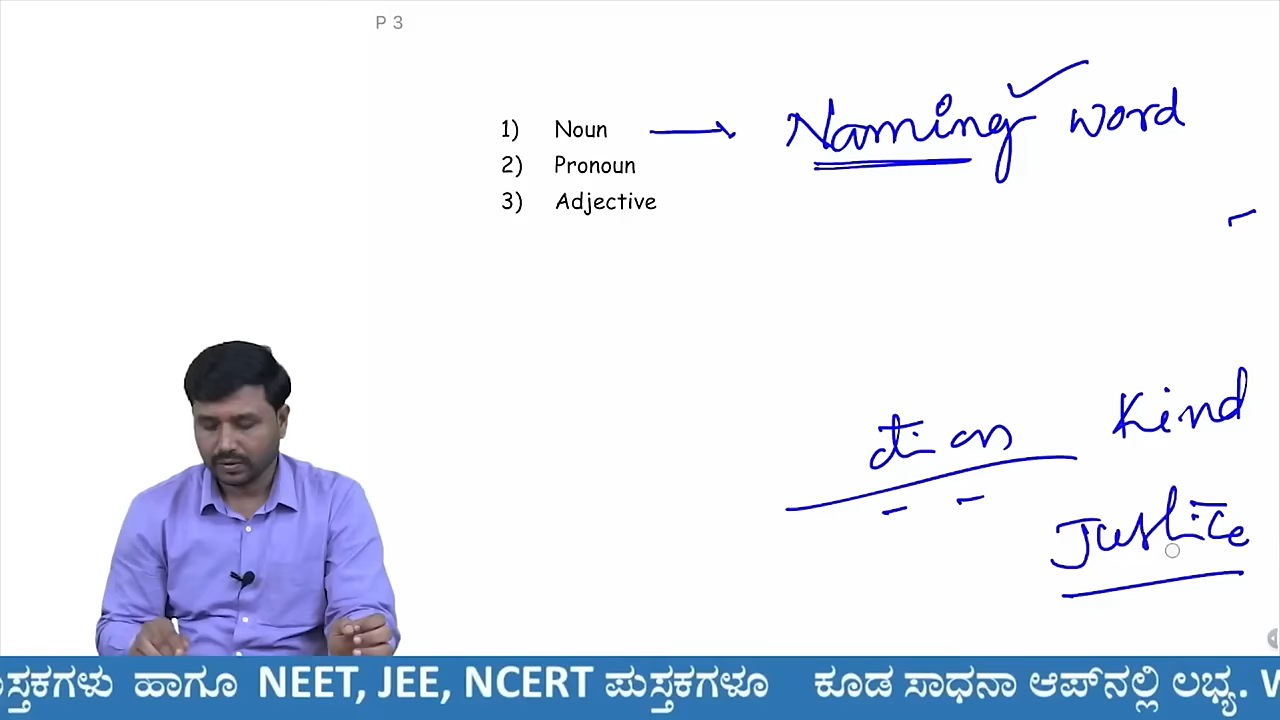 P 3
1) Noun → Naming word
2) Pronoun
3) Adjective
Kind
Justice
ಪುಸ್ತಕಗಳು ಹಾಗೂ NEET, JEE, NCERT ಪುಸ್ತಕಗಳೂ ಕೂಡ ಸಾಧನಾ ಆಪ್‌ನಲ್ಲಿ ಲಭ್ಯ.